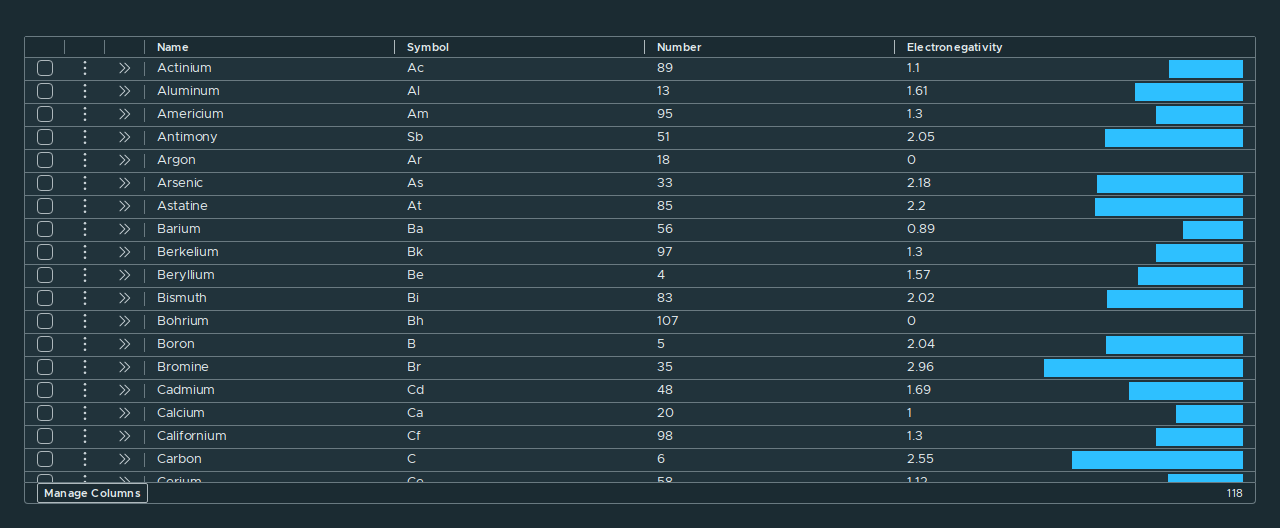 Name Symbol Number Electronegativity
Actinium Ac 89 1.1
Aluminum Al 13 1.61
Americium Am 95 1.3
Antimony Sb 51 2.05
Argon Ar 18 0
Arsenic As 33 2.18
Astatine At 85 2.2
Barium Ba 56 0.89
Berkelium Bk 97 1.3
Beryllium Be 4 1.57
Bismuth Bi 83 2.02
Bohrium Bh 107 0
Boron B 5 2.04
Bromine Br 35 2.96
Cadmium Cd 48 1.69
Calcium Ca 20 1
Californium Cf 98 1.3
Carbon C 6 2.55
Cerium Ce 58 1.12
Manage Columns 118